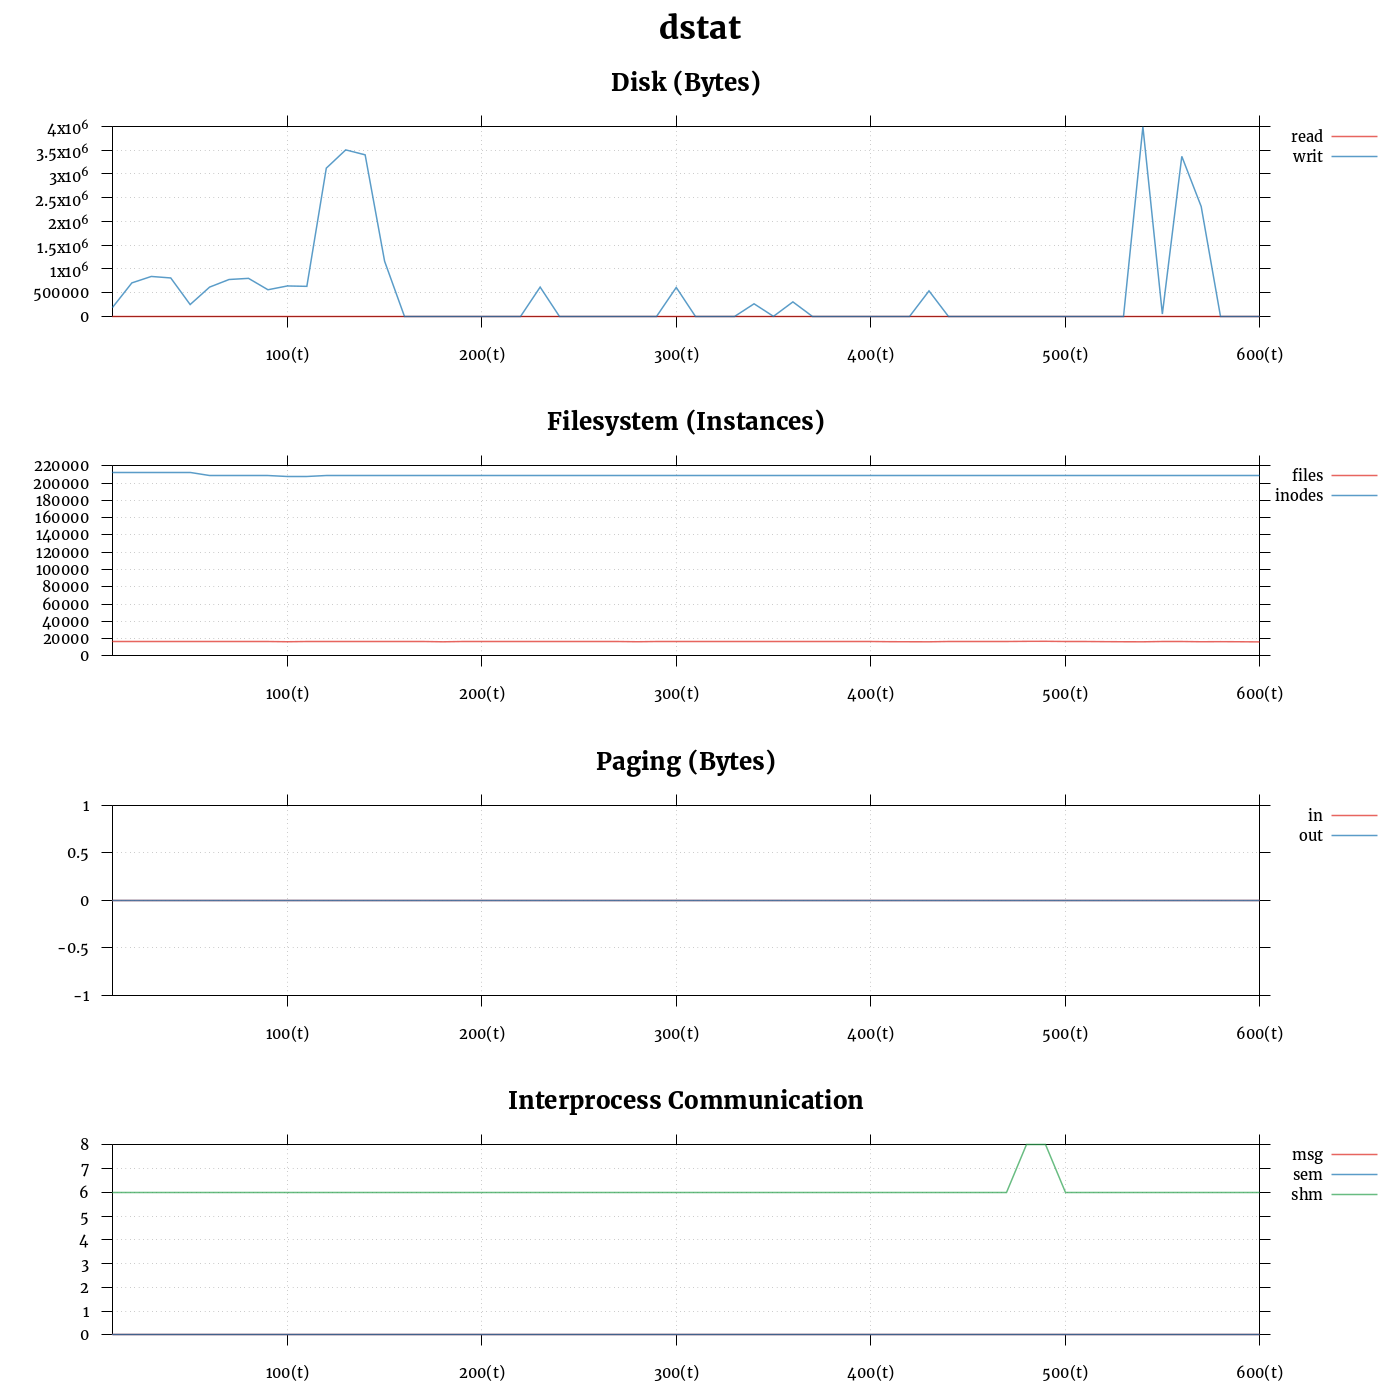 dstat
Disk (Bytes)
4x10⁶
3.5x10⁶
3x10⁶
2.5x10⁶
2x10⁶
1.5x10⁶
1x10⁶
500000
0
100(t) 200(t) 300(t) 400(t) 500(t) 600(t)
read
writ
Filesystem (Instances)
220000
200000
180000
160000
140000
120000
100000
80000
60000
40000
20000
0
100(t) 200(t) 300(t) 400(t) 500(t) 600(t)
files
inodes
Paging (Bytes)
1
0.5
0
-0.5
-1
100(t) 200(t) 300(t) 400(t) 500(t) 600(t)
in
out
Interprocess Communication
8
7
6
5
4
3
2
1
0
100(t) 200(t) 300(t) 400(t) 500(t) 600(t)
msg
sem
shm